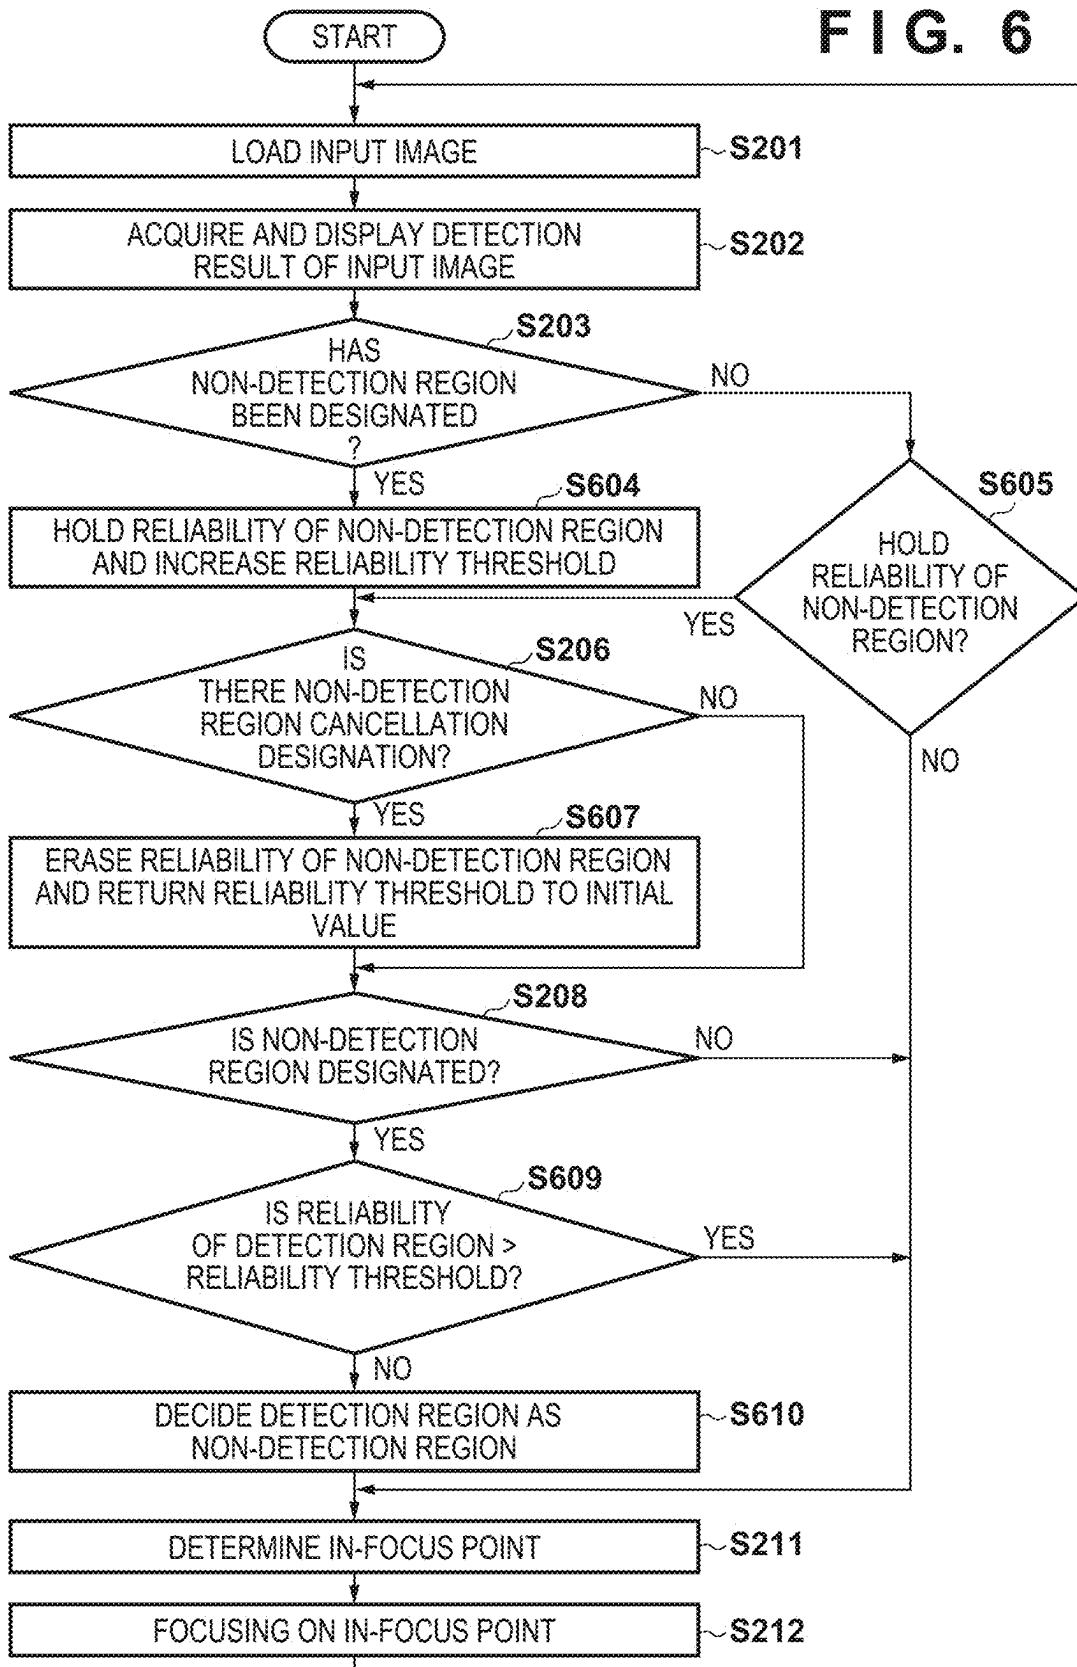 START
FIG. 6
LOAD INPUT IMAGE
S201
ACQUIRE AND DISPLAY DETECTION
RESULT OF INPUT IMAGE
S202
S203
HAS
NON-DETECTION REGION
BEEN DESIGNATED
?
NO
YES
S604
HOLD RELIABILITY OF NON-DETECTION REGION
AND INCREASE RELIABILITY THRESHOLD
S605
HOLD
RELIABILITY OF
NON-DETECTION
REGION?
YES
NO
S206
IS
THERE NON-DETECTION
REGION CANCELLATION
DESIGNATION?
NO
YES
S607
ERASE RELIABILITY OF NON-DETECTION REGION
AND RETURN RELIABILITY THRESHOLD TO INITIAL
VALUE
S208
IS NON-DETECTION
REGION DESIGNATED?
NO
YES
S609
IS RELIABILITY
OF DETECTION REGION >
RELIABILITY THRESHOLD?
YES
NO
DECIDE DETECTION REGION AS
NON-DETECTION REGION
S610
DETERMINE IN-FOCUS POINT
S211
FOCUSING ON IN-FOCUS POINT
S212